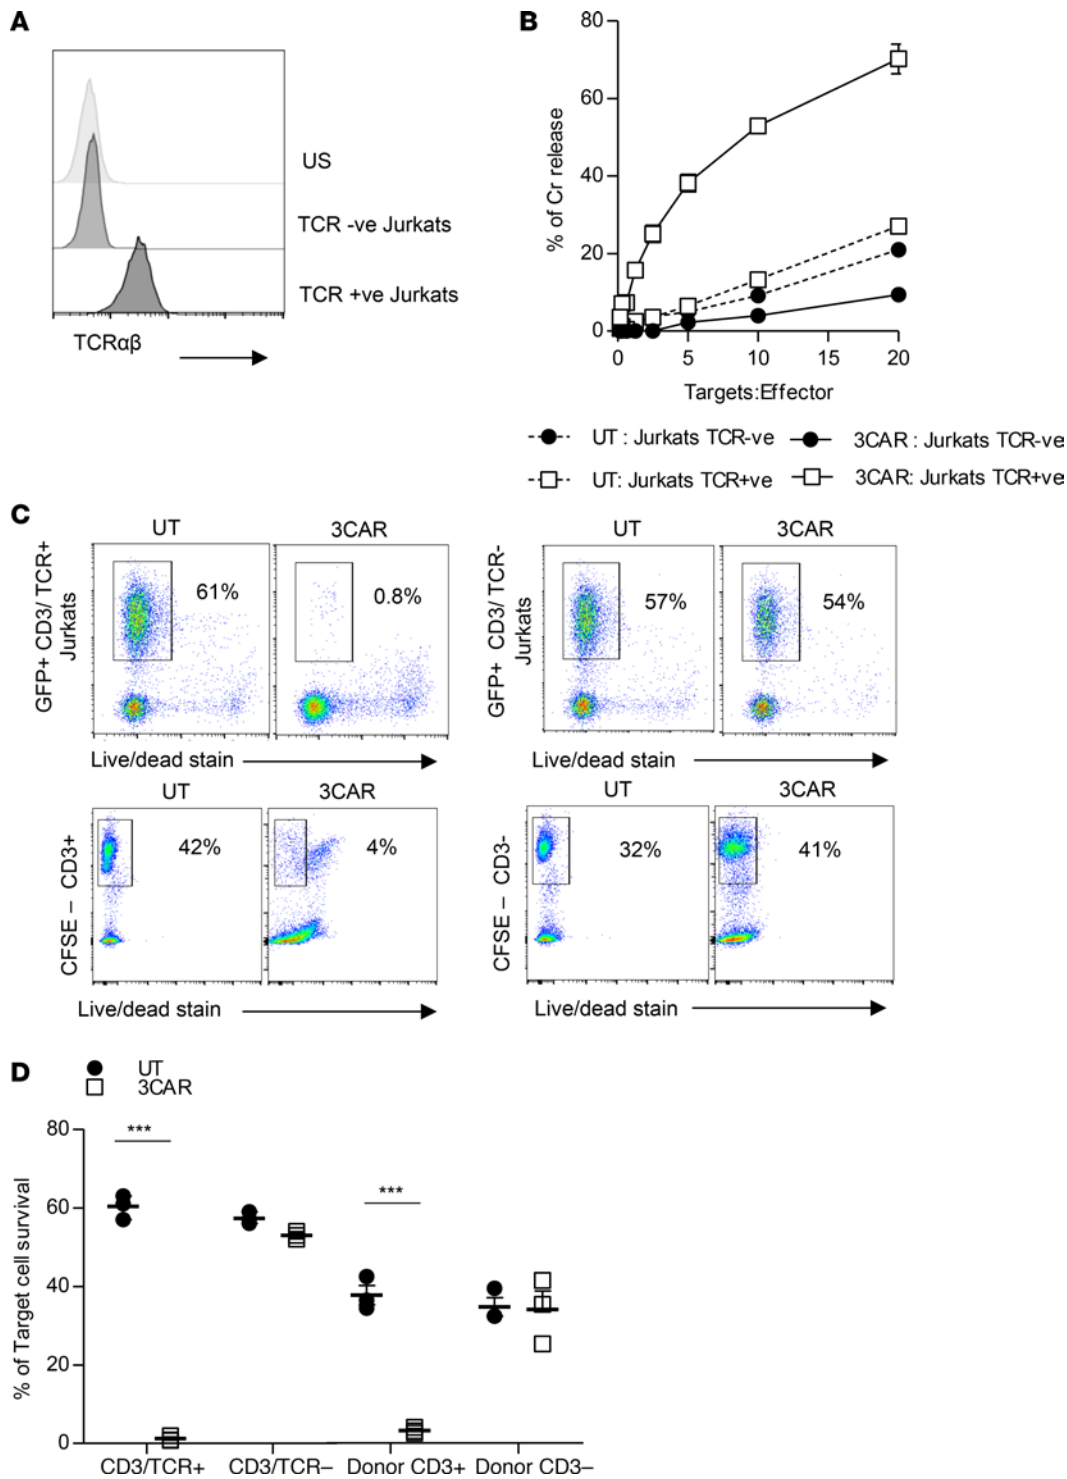 A
US
TCR -ve Jurkats
TCR +ve Jurkats
TCRαβ
B
80
60
40
20
0
% of Cr release
0 5 10 15 20
Targets:Effector
UT : Jurkats TCR-ve
3CAR : Jurkats TCR-ve
UT: Jurkats TCR+ve
3CAR: Jurkats TCR+ve
C
UT 3CAR
GFP+ CD3/ TCR+
Jurkats
61% 0.8%
Live/dead stain
UT 3CAR
GFP+ CD3/ TCR-
Jurkats
57% 54%
Live/dead stain
UT 3CAR
CFSE – CD3+
42% 4%
Live/dead stain
UT 3CAR
CFSE – CD3-
32% 41%
Live/dead stain
D
UT
3CAR
80
60
40
20
0
% of Target cell survival
***
***
CD3/TCR+ CD3/TCR– Donor CD3+ Donor CD3–